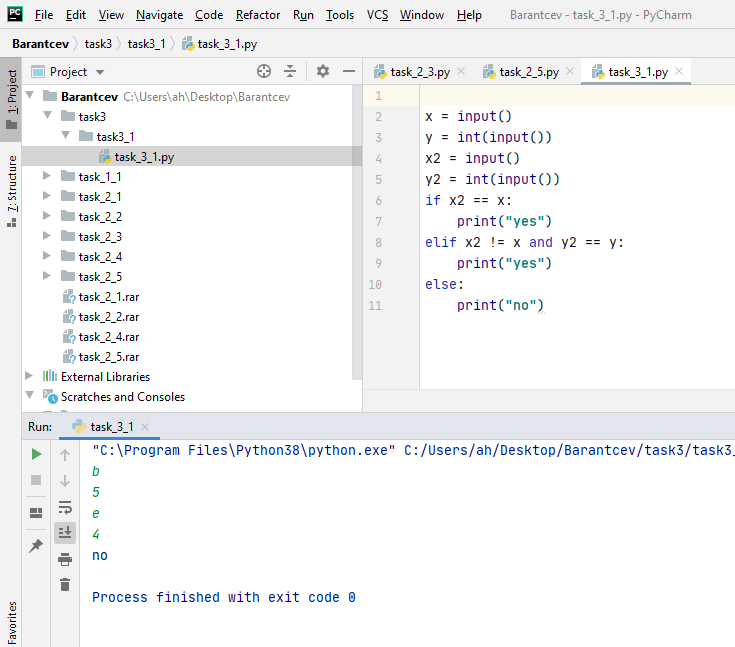 PC File Edit View Navigate Code Refactor Run Tools VCS Window Help Barantcev - task_3_1.py - PyCharm
Barantcev task3 task3_1 task_3_1.py
1: Project
7: Structure
Favorites
Project
Barantcev C:\Users\ah\Desktop\Barantcev
task3
task3_1
task_3_1.py
task_1_1
task_2_1
task_2_2
task_2_3
task_2_4
task_2_5
task_2_1.rar
task_2_2.rar
task_2_4.rar
task_2_5.rar
External Libraries
Scratches and Consoles
task_2_3.py task_2_5.py task_3_1.py
1
2 x = input()
3 y = int(input())
4 x2 = input()
5 y2 = int(input())
6 if x2 == x:
7 print("yes")
8 elif x2 != x and y2 == y:
9 print("yes")
10 else:
11 print("no")
Run: task_3_1
"C:\Program Files\Python38\python.exe" C:/Users/ah/Desktop/Barantcev/task3/task3_
b
5
e
4
no
Process finished with exit code 0